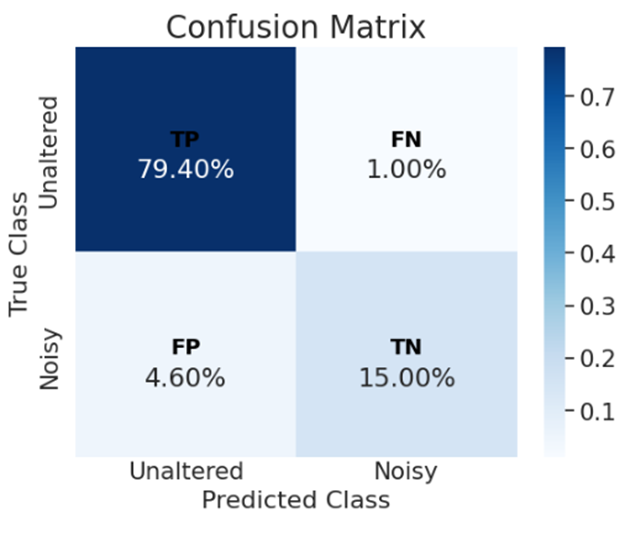 Confusion Matrix
True Class
Unaltered
Noisy
TP
79.40%
FN
1.00%
FP
4.60%
TN
15.00%
Unaltered
Noisy
Predicted Class
0.7
0.6
0.5
0.4
0.3
0.2
0.1